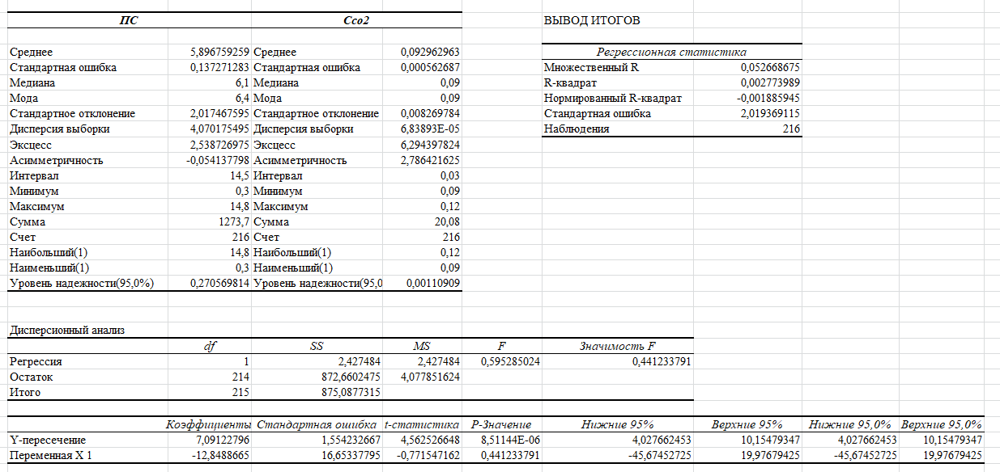 ПС Ссо2 ВЫВОД ИТОГОВ
Среднее 5,896759259 Среднее 0,092962963 Регрессионная статистика
Стандартная ошибка 0,137271283 Стандартная ошибка 0,000562687 Множественный R 0,052668675
Медиана 6,1 Медиана 0,09 R-квадрат 0,002773989
Мода 6,4 Мода 0,09 Нормированный R-квадрат -0,001885945
Стандартное отклонение 2,017467595 Стандартное отклонение 0,008269784 Стандартная ошибка 2,019369115
Дисперсия выборки 4,070175495 Дисперсия выборки 6,83893E-05 Наблюдения 216
Эксцесс 2,538726975 Эксцесс 6,294397824
Асимметричность -0,054137798 Асимметричность 2,786421625
Интервал 14,5 Интервал 0,03
Минимум 0,3 Минимум 0,09
Максимум 14,8 Максимум 0,12
Сумма 1273,7 Сумма 20,08
Счет 216 Счет 216
Наибольший(1) 14,8 Наибольший(1) 0,12
Наименьший(1) 0,3 Наименьший(1) 0,09
Уровень надежности(95,0%) 0,270569814 Уровень надежности(95,0 0,00110909
Дисперсионный анализ
df SS MS F Значимость F
Регрессия 1 2,427484 2,427484 0,595285024 0,441233791
Остаток 214 872,6602475 4,077851624
Итого 215 875,0877315
Коэффициенты Стандартная ошибка t-статистика P-Значение Нижние 95% Верхние 95% Нижние 95,0% Верхние 95,0%
Y-пересечение 7,09122796 1,554232667 4,562526648 8,51144E-06 4,027662453 10,15479347 4,027662453 10,15479347
Переменная X 1 -12,8488665 16,65337795 -0,771547162 0,441233791 -45,67452725 19,97679425 -45,67452725 19,97679425